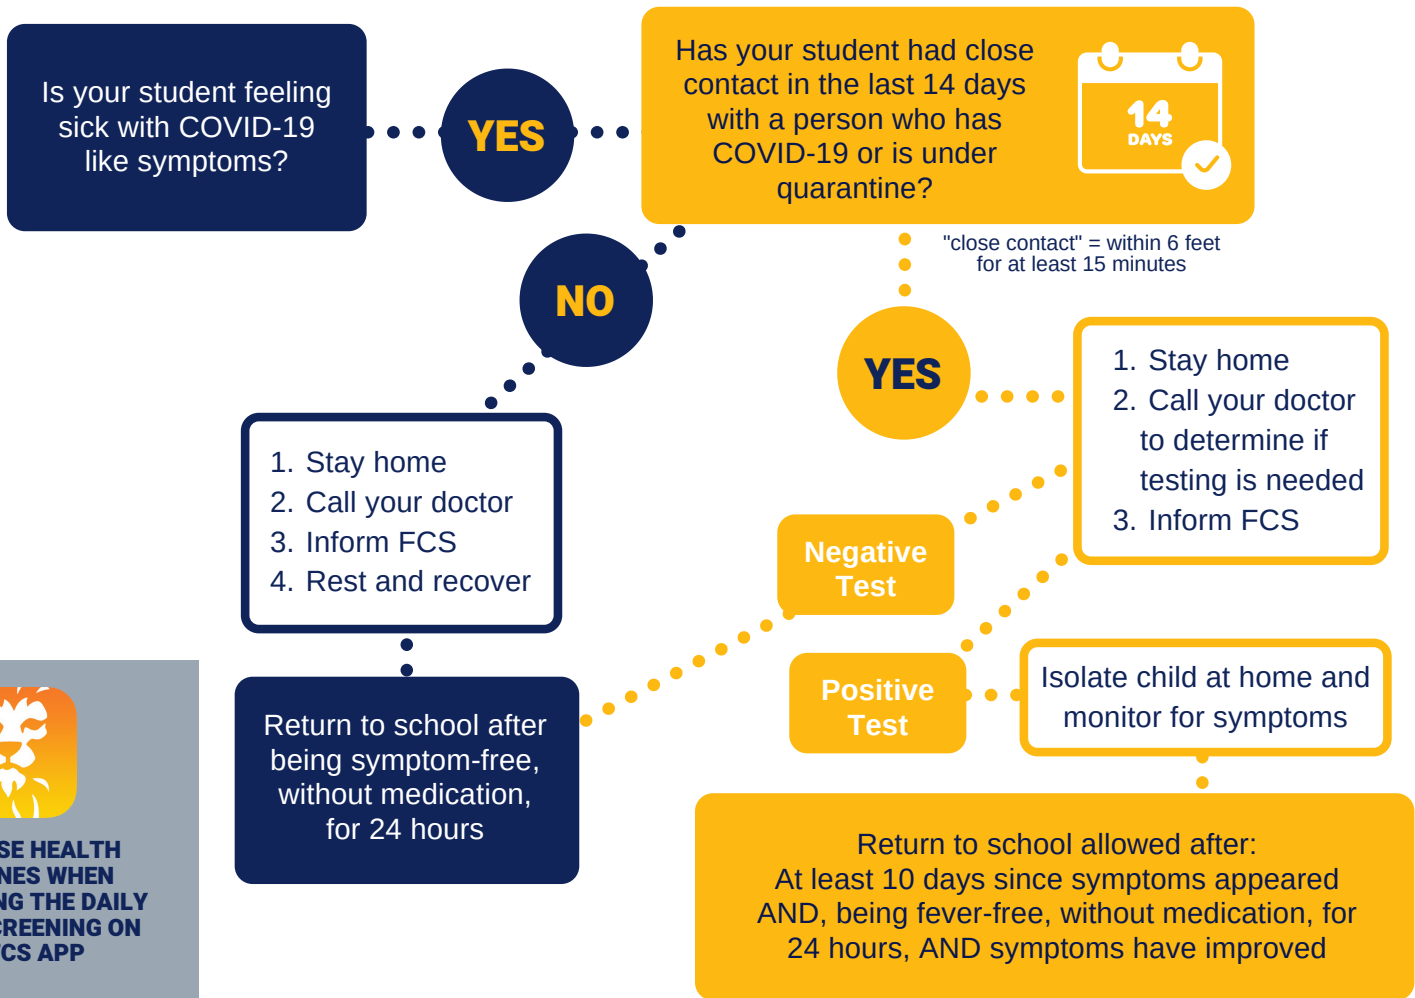 Is your student feeling
sick with COVID-19
like symptoms?
YES
Has your student had close
contact in the last 14 days
with a person who has
COVID-19 or is under
quarantine?
14
DAYS
"close contact" = within 6 feet
for at least 15 minutes
NO
YES
1. Stay home
2. Call your doctor
to determine if
testing is needed
3. Inform FCS
1. Stay home
2. Call your doctor
3. Inform FCS
4. Rest and recover
Negative
Test
Positive
Test
Isolate child at home and
monitor for symptoms
Return to school after
being symptom-free,
without medication,
for 24 hours
Return to school allowed after:
At least 10 days since symptoms appeared
AND, being fever-free, without medication, for
24 hours, AND symptoms have improved
HEALTH
WHEN
THE DAILY
ON
APP